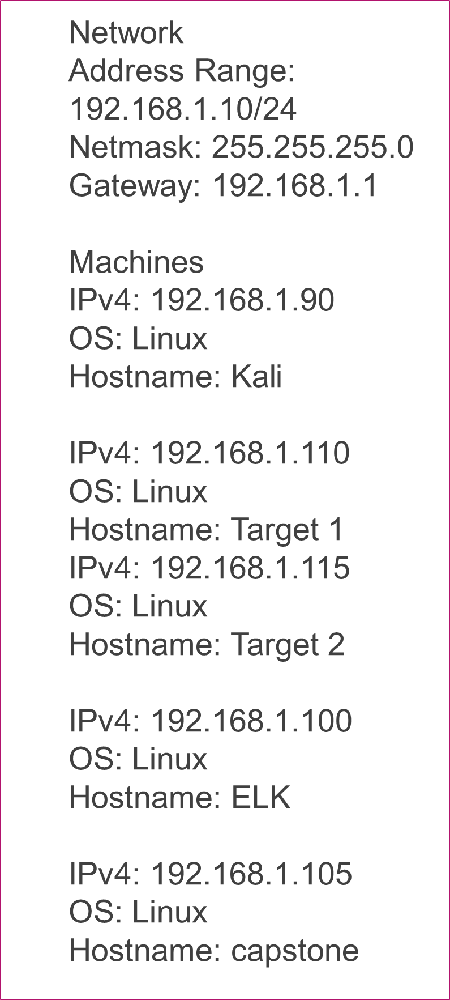 Network
Address Range:
192.168.1.10/24
Netmask: 255.255.255.0
Gateway: 192.168.1.1
Machines
IPv4: 192.168.1.90
OS: Linux
Hostname: Kali
IPv4: 192.168.1.110
OS: Linux
Hostname: Target 1
IPv4: 192.168.1.115
OS: Linux
Hostname: Target 2
IPv4: 192.168.1.100
OS: Linux
Hostname: ELK
IPv4: 192.168.1.105
OS: Linux
Hostname: capstone